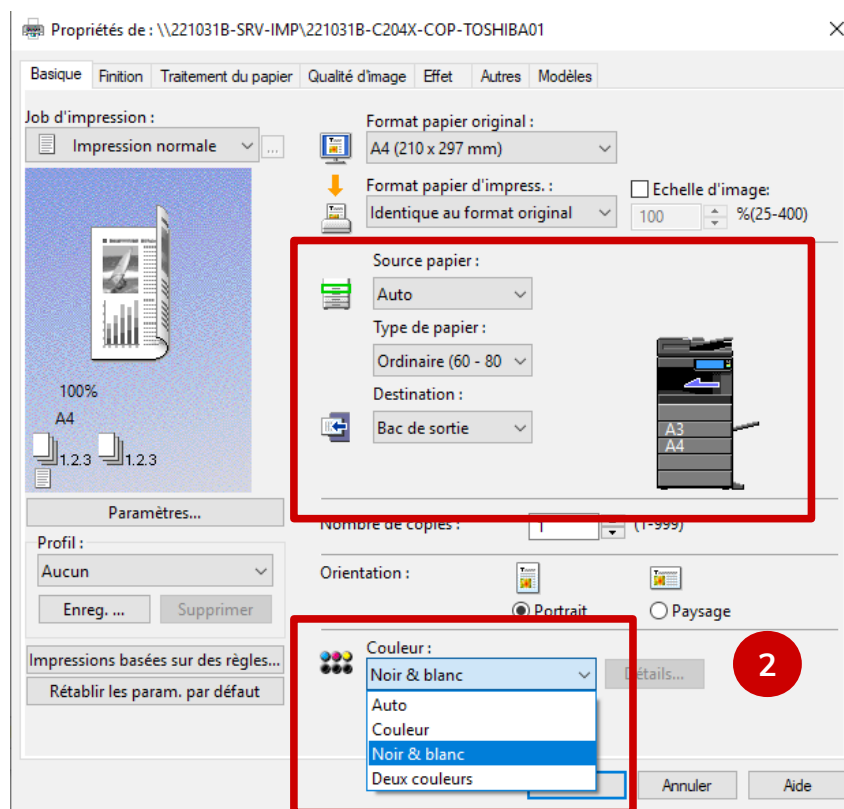 Propriétés de : \\221031B-SRV-IMP\221031B-C204X-COP-TOSHIBA01
Basique Finition Traitement du papier Qualité d'image Effet Autres Modèles
Job d'impression :
Impression normale
...
100%
A4
1.2.3 1.2.3
Paramètres...
Profil :
Aucun
Enreg. ... Supprimer
Impressions basées sur des règles...
Rétablir les param. par défaut
Format papier original :
A4 (210 x 297 mm)
Format papier d'impress. :
Identique au format original
Echelle d'image:
100 %(25-400)
Source papier :
Auto
Type de papier :
Ordinaire (60 - 80
Destination :
Bac de sortie
A3
A4
Nombre de copies : 1 (1-999)
Orientation :
Portrait Paysage
Couleur :
Noir & blanc
Détails...
2
Auto
Couleur
Noir & blanc
Deux couleurs
Annuler Aide